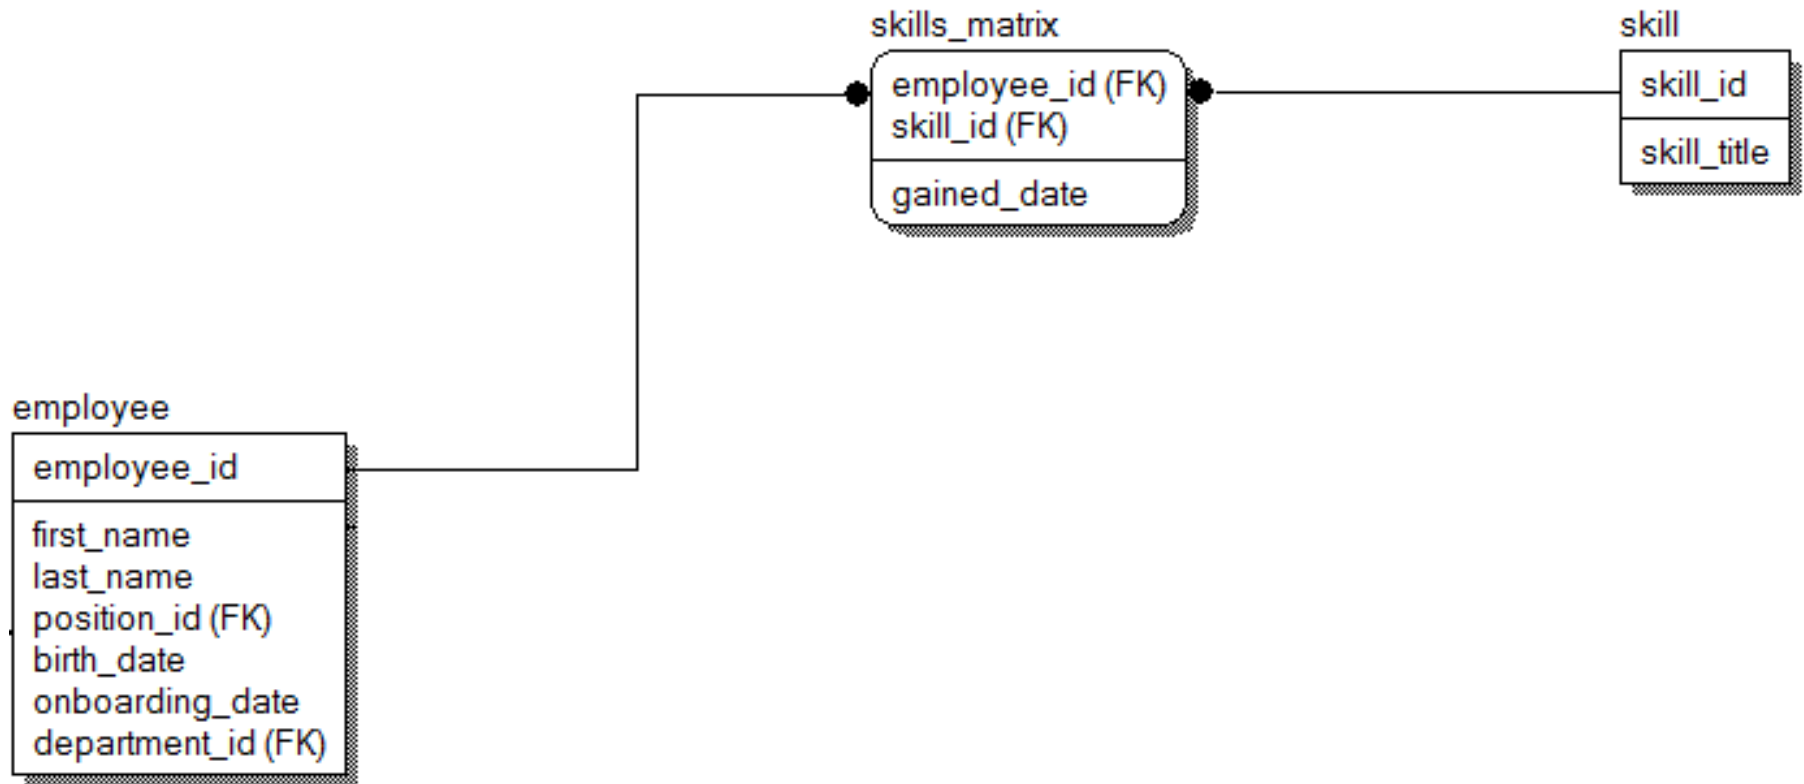 skills_matrix
employee_id (FK)
skill_id (FK)
gained_date
skill
skill_id
skill_title
employee
employee_id
first_name
last_name
position_id (FK)
birth_date
onboarding_date
department_id (FK)